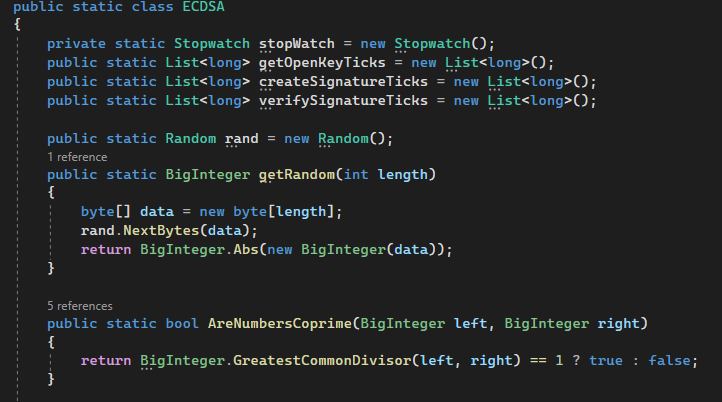 public static class ECDSA
{
private static Stopwatch stopWatch = new Stopwatch();
public static List<long> getOpenKeyTicks = new List<long>();
public static List<long> createSignatureTicks = new List<long>();
public static List<long> verifySignatureTicks = new List<long>();
public static Random rand = new Random();
1 reference
public static BigInteger getRandom(int length)
{
byte[] data = new byte[length];
rand.NextBytes(data);
return BigInteger.Abs(new BigInteger(data));
}
5 references
public static bool AreNumbersCoprime(BigInteger left, BigInteger right)
{
return BigInteger.GreatestCommonDivisor(left, right) == 1 ? true : false;
}